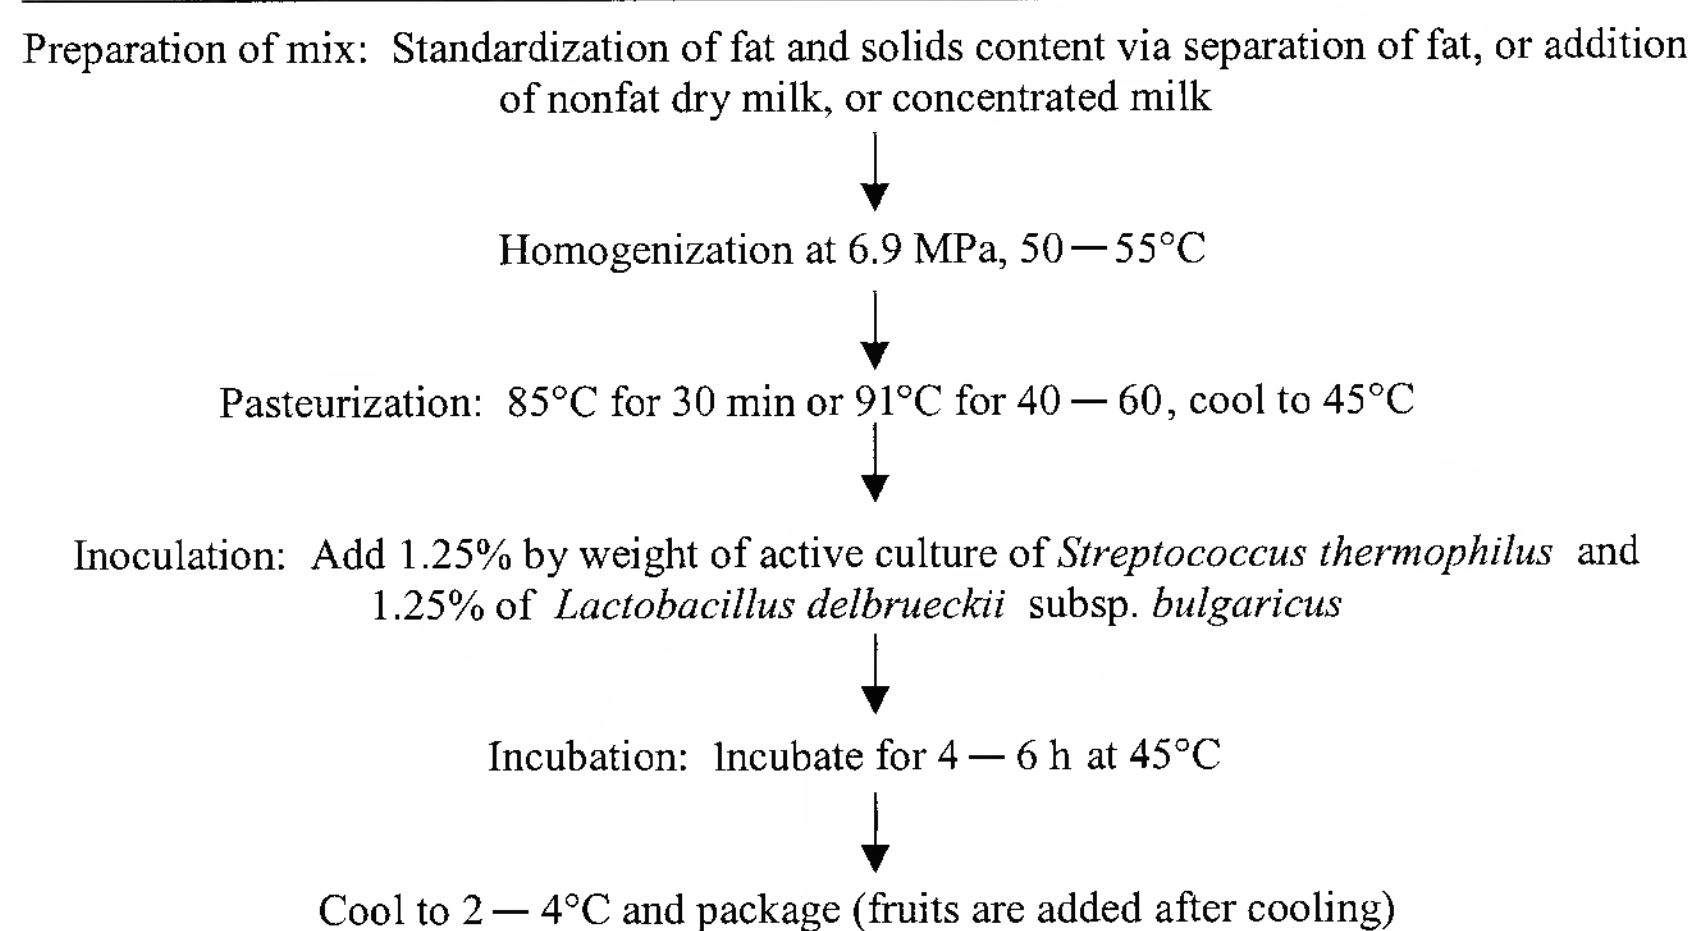 Preparation of mix: Standardization of fat and solids content via separation of fat, or addition
of nonfat dry milk, or concentrated milk
Homogenization at 6.9 MPa, 50—55°C
Pasteurization: 85°C for 30 min or 91°C for 40 — 60, cool to 45°C
Inoculation: Add 1.25% by weight of active culture of Streptococcus thermophilus and
1.25% of Lactobacillus delbrueckii subsp. bulgaricus
Incubation: Incubate for 4 — 6 h at 45°C
Cool to 2 — 4°C and package (fruits are added after cooling)